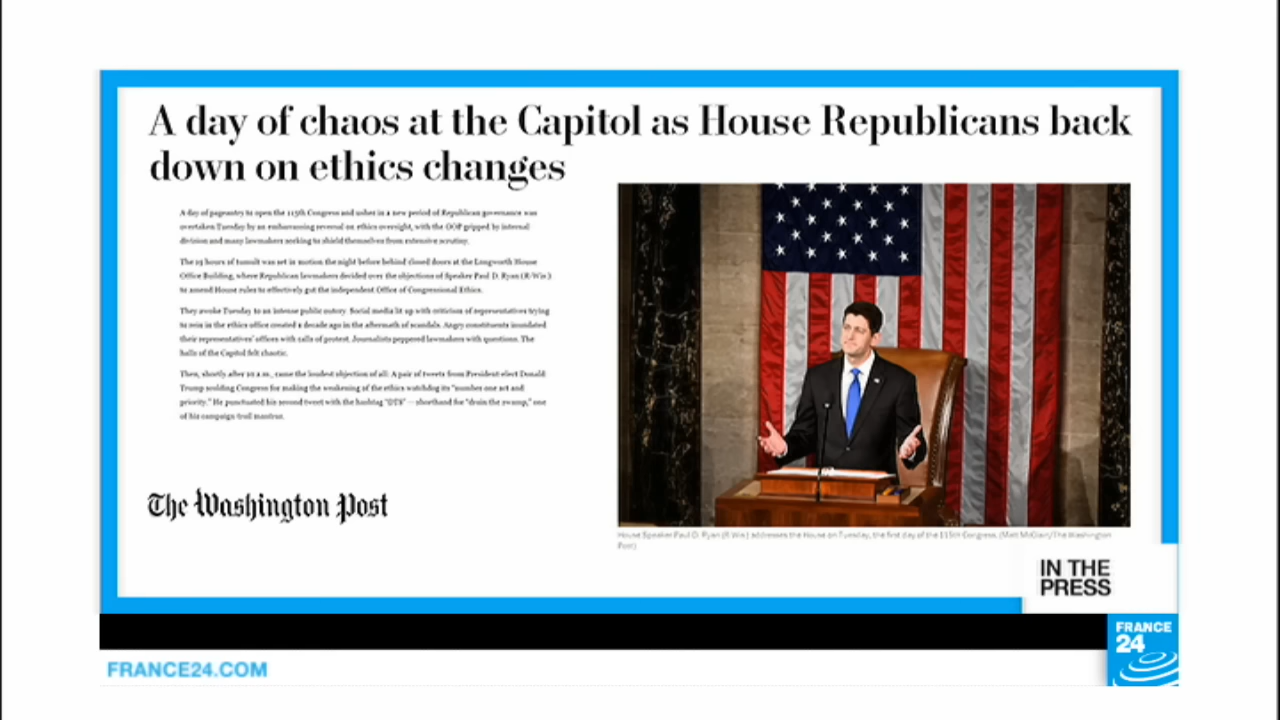 A day of chaos at the Capitol as House Republicans back
down on ethics changes
A day of pageantry to open the 115th Congress and usher in a new period of Republican governance was
overtaken Tuesday by an embarrassing reversal on ethics oversight, with the GOP gripped by internal
division and many lawmakers seeking to shield themselves from extensive scrutiny.
The 19 hours of tumult was set in motion the night before behind closed doors at the Longworth House
Office Building, where Republican lawmakers decided over the objections of Speaker Paul D. Ryan (R-Wis.)
to amend House rules to effectively gut the independent Office of Congressional Ethics.
They awoke Tuesday to an intense public outcry. Social media lit up with criticism of representatives trying
to rein in the ethics office created a decade ago in the aftermath of scandals. Angry constituents inundated
their representatives' offices with calls of protest. Journalists peppered lawmakers with questions. The
halls of the Capitol felt chaotic.
Then, shortly after 10 a.m., came the loudest objection of all: A pair of tweets from President-elect Donald
Trump scolding Congress for making the weakening of the ethics watchdog its "number one act and
priority." He punctuated his second tweet with the hashtag "DTS" — shorthand for "drain the swamp," one
of his campaign-trail mantras.
The Washington Post
House Speaker Paul D. Ryan (R-Wis.) addresses the House on Tuesday, the first day of the 115th Congress. (Matt McClain/The Washington
Post)
IN THE
PRESS
FRANCE
24
FRANCE24.COM